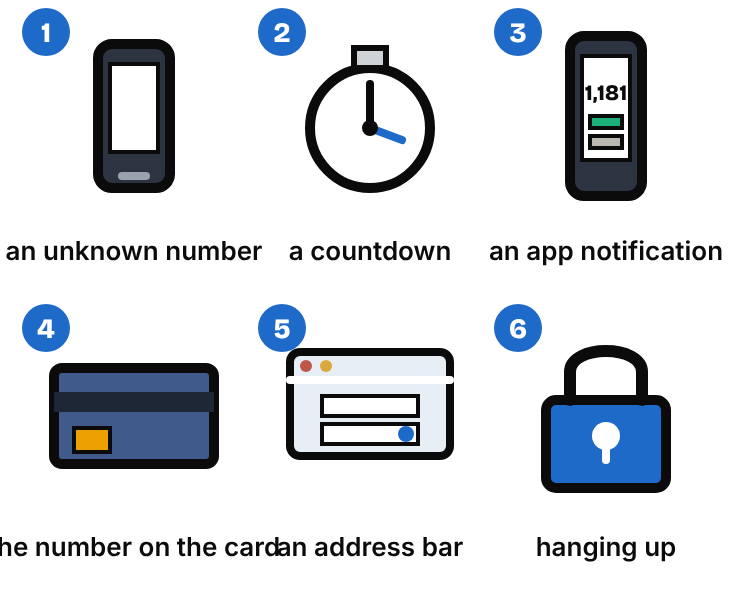 1
2
3
1,181
an unknown number
a countdown
an app notification
4
5
6
he number on the card
an address bar
hanging up